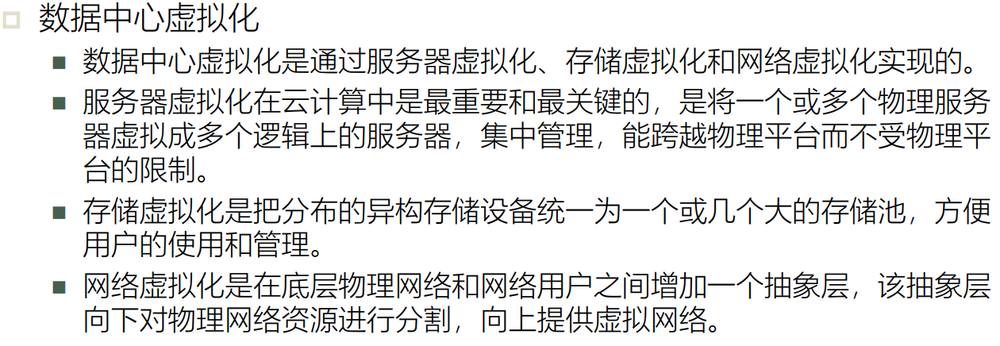 数据中心虚拟化
数据中心虚拟化是通过服务器虚拟化、存储虚拟化和网络虚拟化实现的。
服务器虚拟化在云计算中是最重要和最关键的，是将一个或多个物理服务
器虚拟成多个逻辑上的服务器，集中管理，能跨越物理平台而不受物理平
台的限制。
存储虚拟化是把分布的异构存储设备统一为一个或几个大的存储池，方便
用户的使用和管理。
网络虚拟化是在底层物理网络和网络用户之间增加一个抽象层，该抽象层
向下对物理网络资源进行分割，向上提供虚拟网络。